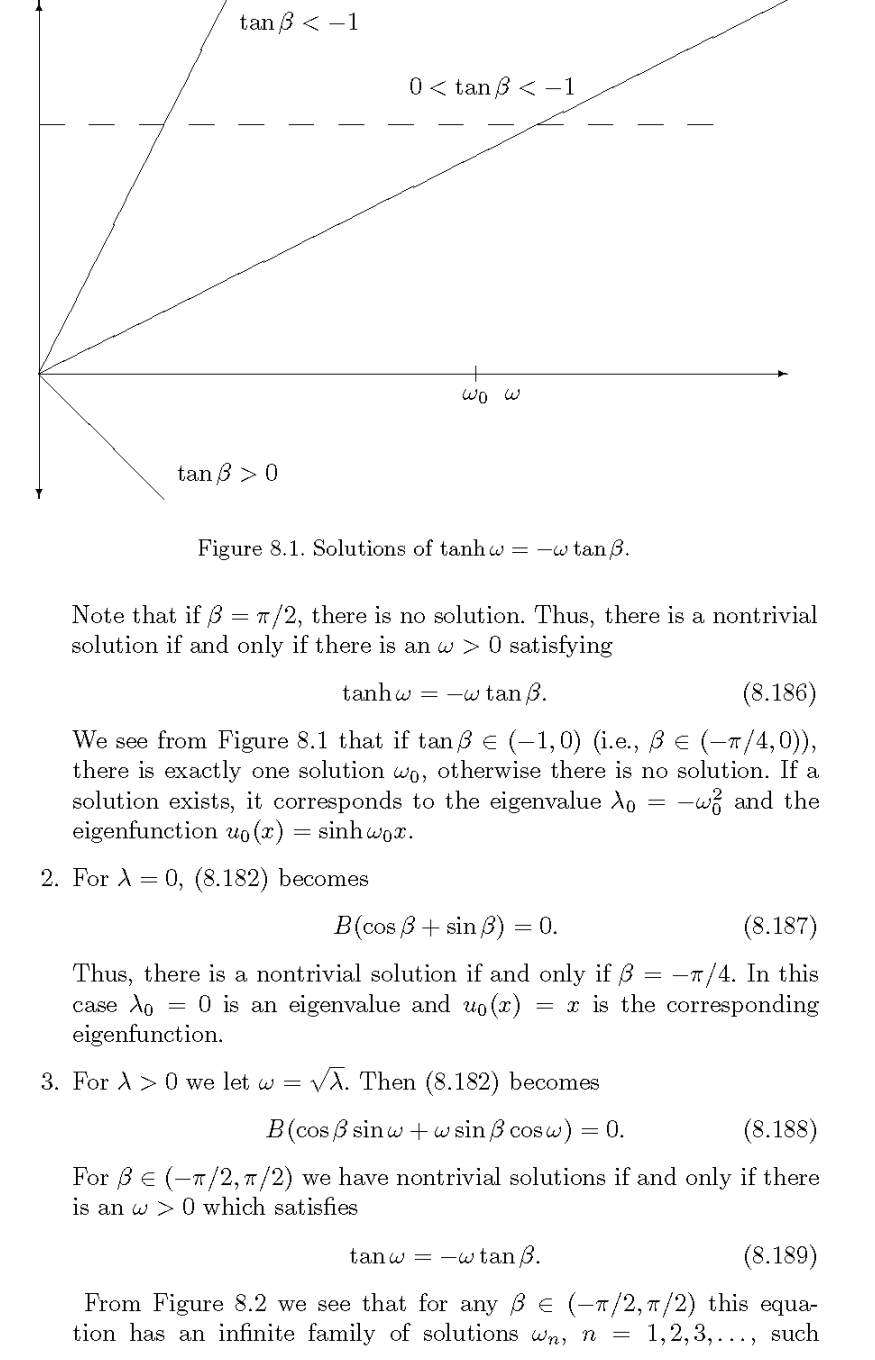 tan β < −1
0 < tan β < −1
ω₀ ω
tan β > 0
Figure 8.1. Solutions of tanh ω = −ω tan β.
Note that if β = π/2, there is no solution. Thus, there is a nontrivial
solution if and only if there is an ω > 0 satisfying
tanh ω = −ω tan β. (8.186)
We see from Figure 8.1 that if tan β ∈ (−1, 0) (i.e., β ∈ (−π/4, 0)),
there is exactly one solution ω₀, otherwise there is no solution. If a
solution exists, it corresponds to the eigenvalue λ₀ = −ω₀² and the
eigenfunction u₀(x) = sinh ω₀x.
2. For λ = 0, (8.182) becomes
B(cos β + sin β) = 0. (8.187)
Thus, there is a nontrivial solution if and only if β = −π/4. In this
case λ₀ = 0 is an eigenvalue and u₀(x) = x is the corresponding
eigenfunction.
3. For λ > 0 we let ω = √λ. Then (8.182) becomes
B(cos β sin ω + ω sin β cos ω) = 0. (8.188)
For β ∈ (−π/2, π/2) we have nontrivial solutions if and only if there
is an ω > 0 which satisfies
tan ω = −ω tan β. (8.189)
From Figure 8.2 we see that for any β ∈ (−π/2, π/2) this equa-
tion has an infinite family of solutions ωₙ, n = 1, 2, 3, . . . , such